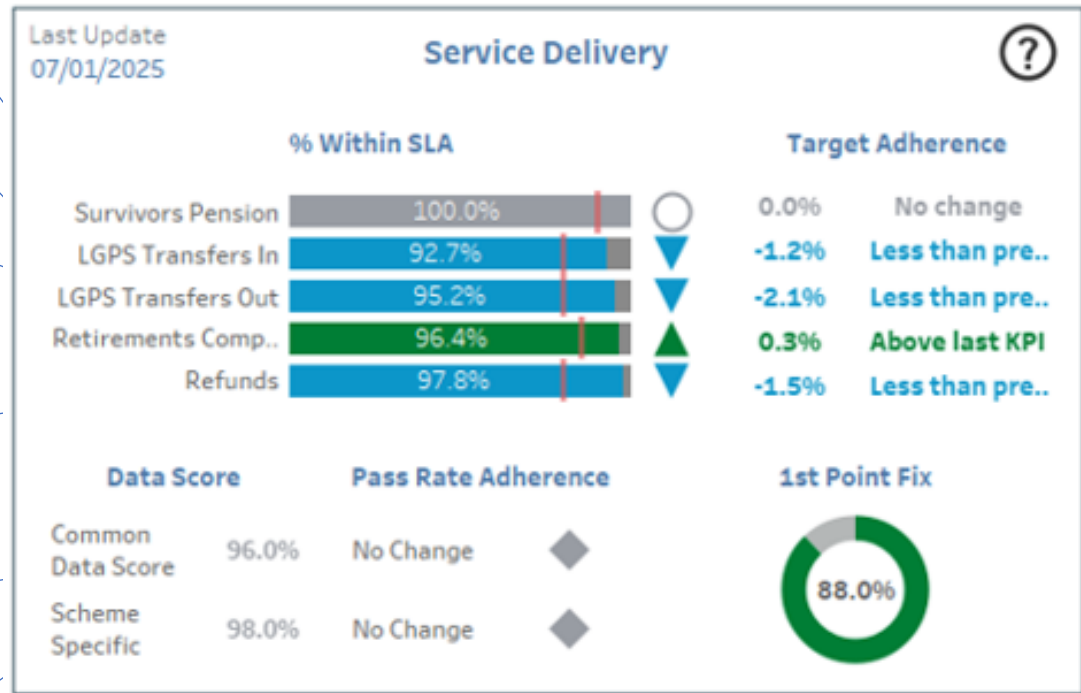 Last Update
07/01/2025
Service Delivery
?
% Within SLA
Target Adherence
Survivors Pension 100.0% 0.0% No change
LGPS Transfers In 92.7% -1.2% Less than pre..
LGPS Transfers Out 95.2% -2.1% Less than pre..
Retirements Comp.. 96.4% 0.3% Above last KPI
Refunds 97.8% -1.5% Less than pre..
Data Score
Pass Rate Adherence
1st Point Fix
Common
Data Score
96.0%
No Change
Scheme
Specific
98.0%
No Change
88.0%